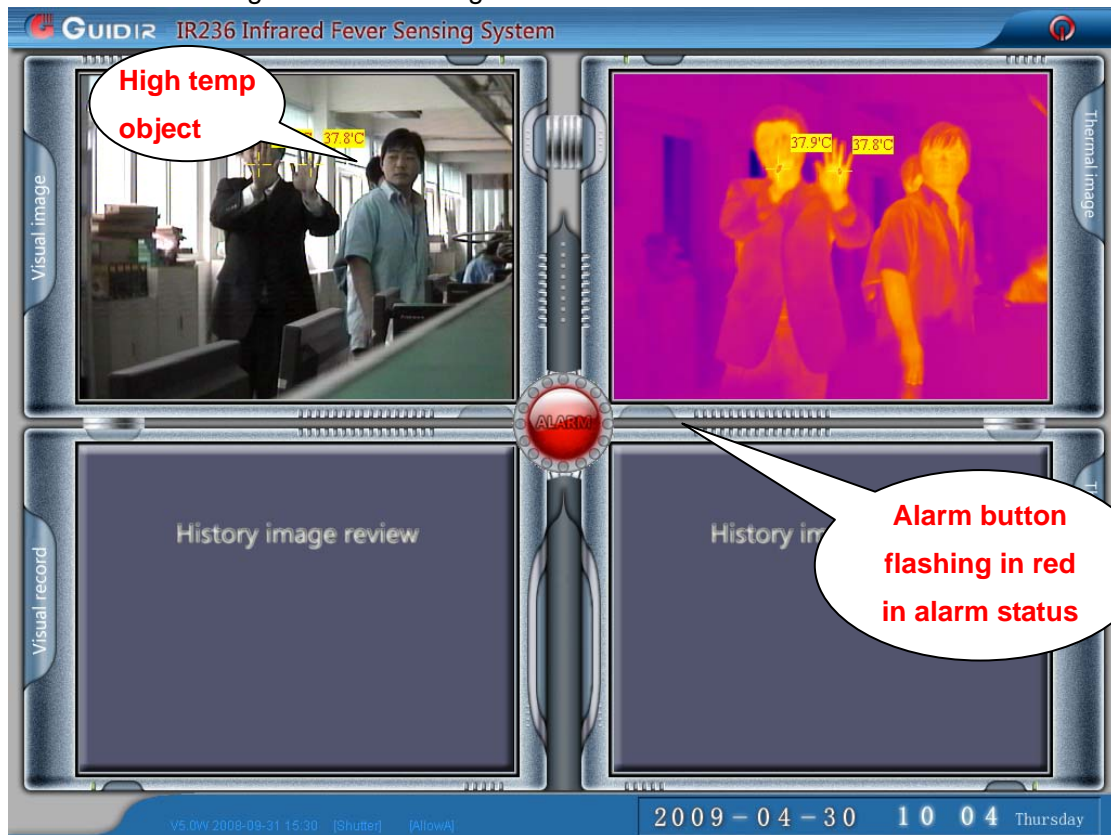 GUIDIR IR236 Infrared Fever Sensing System
High temp
object
37.8'C
37.9'C
37.8'C
Visual image
Thermal image
ALARM
History image review
History im
Visual record
Alarm button
flashing in red
in alarm status
V5.0W 2008-09-31 15:30 [Shutter] [AllowA]
2009-04-30 10 04 Thursday